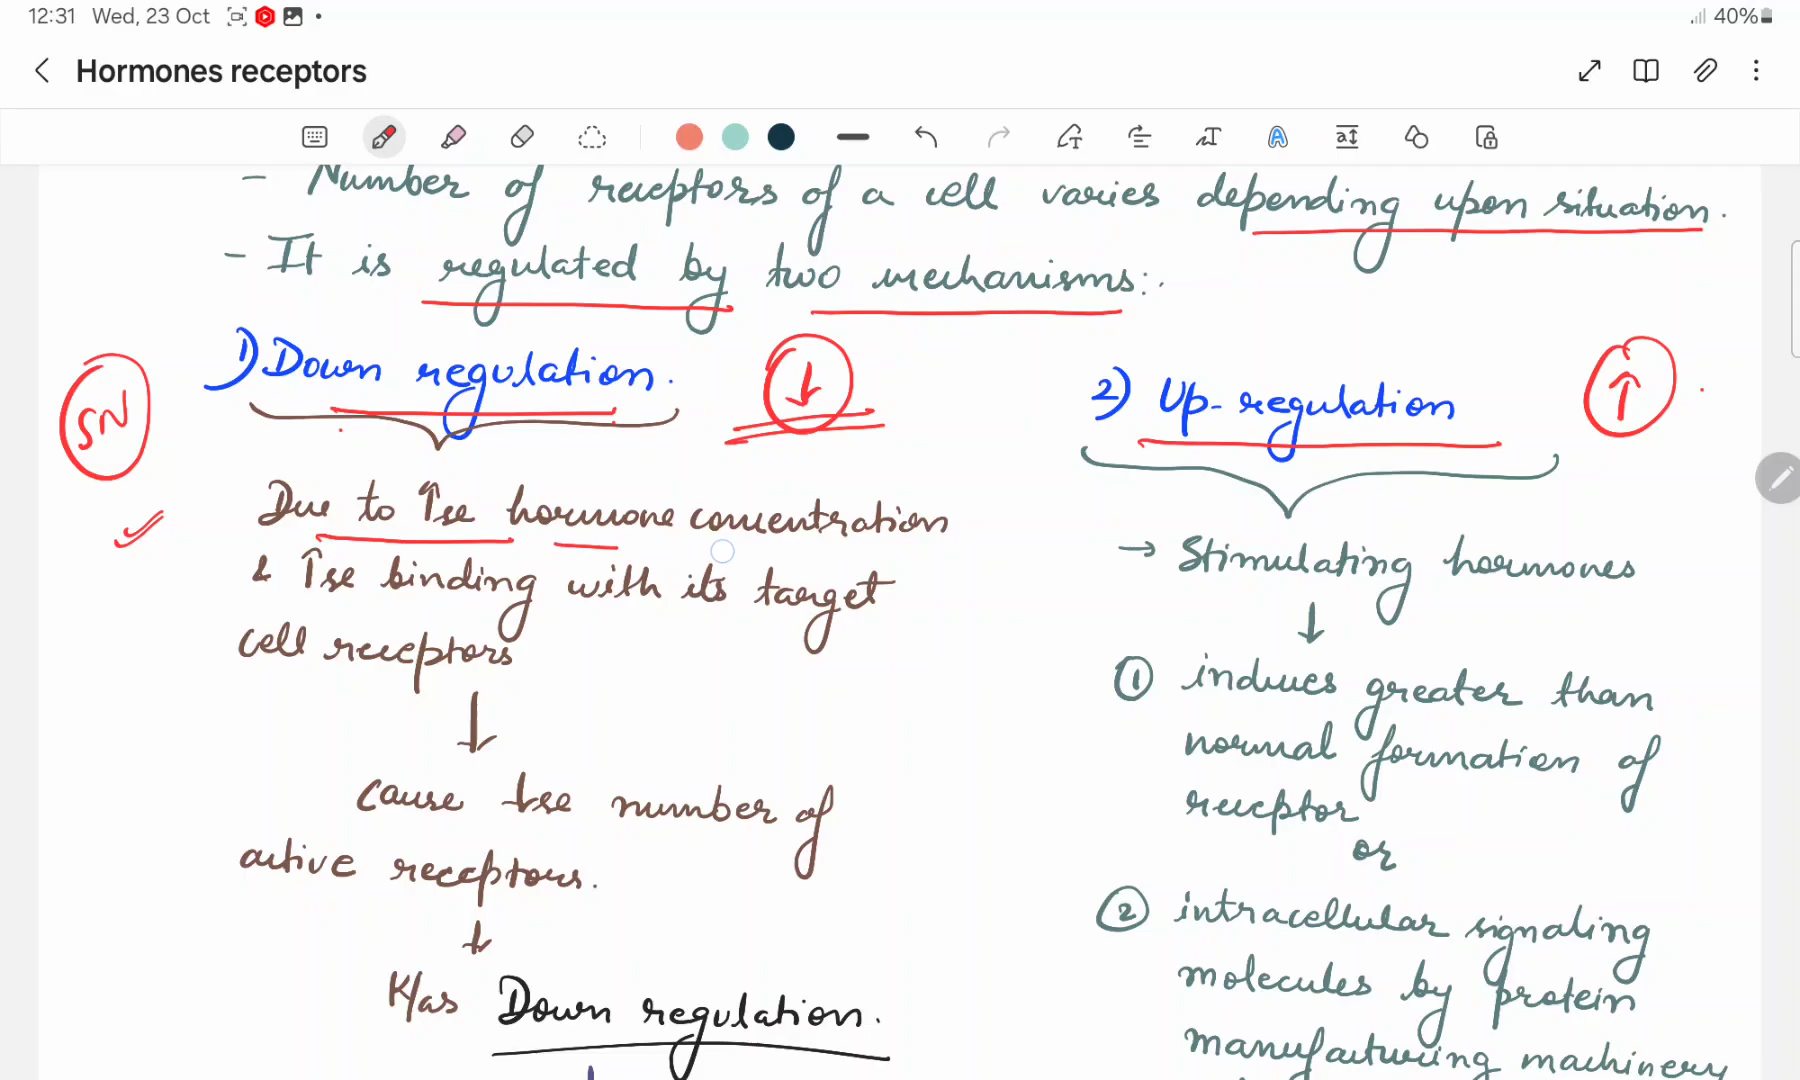 12:31 Wed, 23 Oct 40%
Hormones receptors
- Number of receptors of a cell varies depending upon situation.
- It is regulated by two mechanisms:
1) Down regulation.
SN
Due to ↑se hormone concentration
& ↑se binding with its target
cell receptors
↓
Cause ↓se number of
active receptors.
↓
K/as Down regulation.
2) Up-regulation
→ Stimulating hormones
↓
① induces greater than
normal formation of
receptor
or
② intracellular signaling
molecules by protein
manufacturing machinery